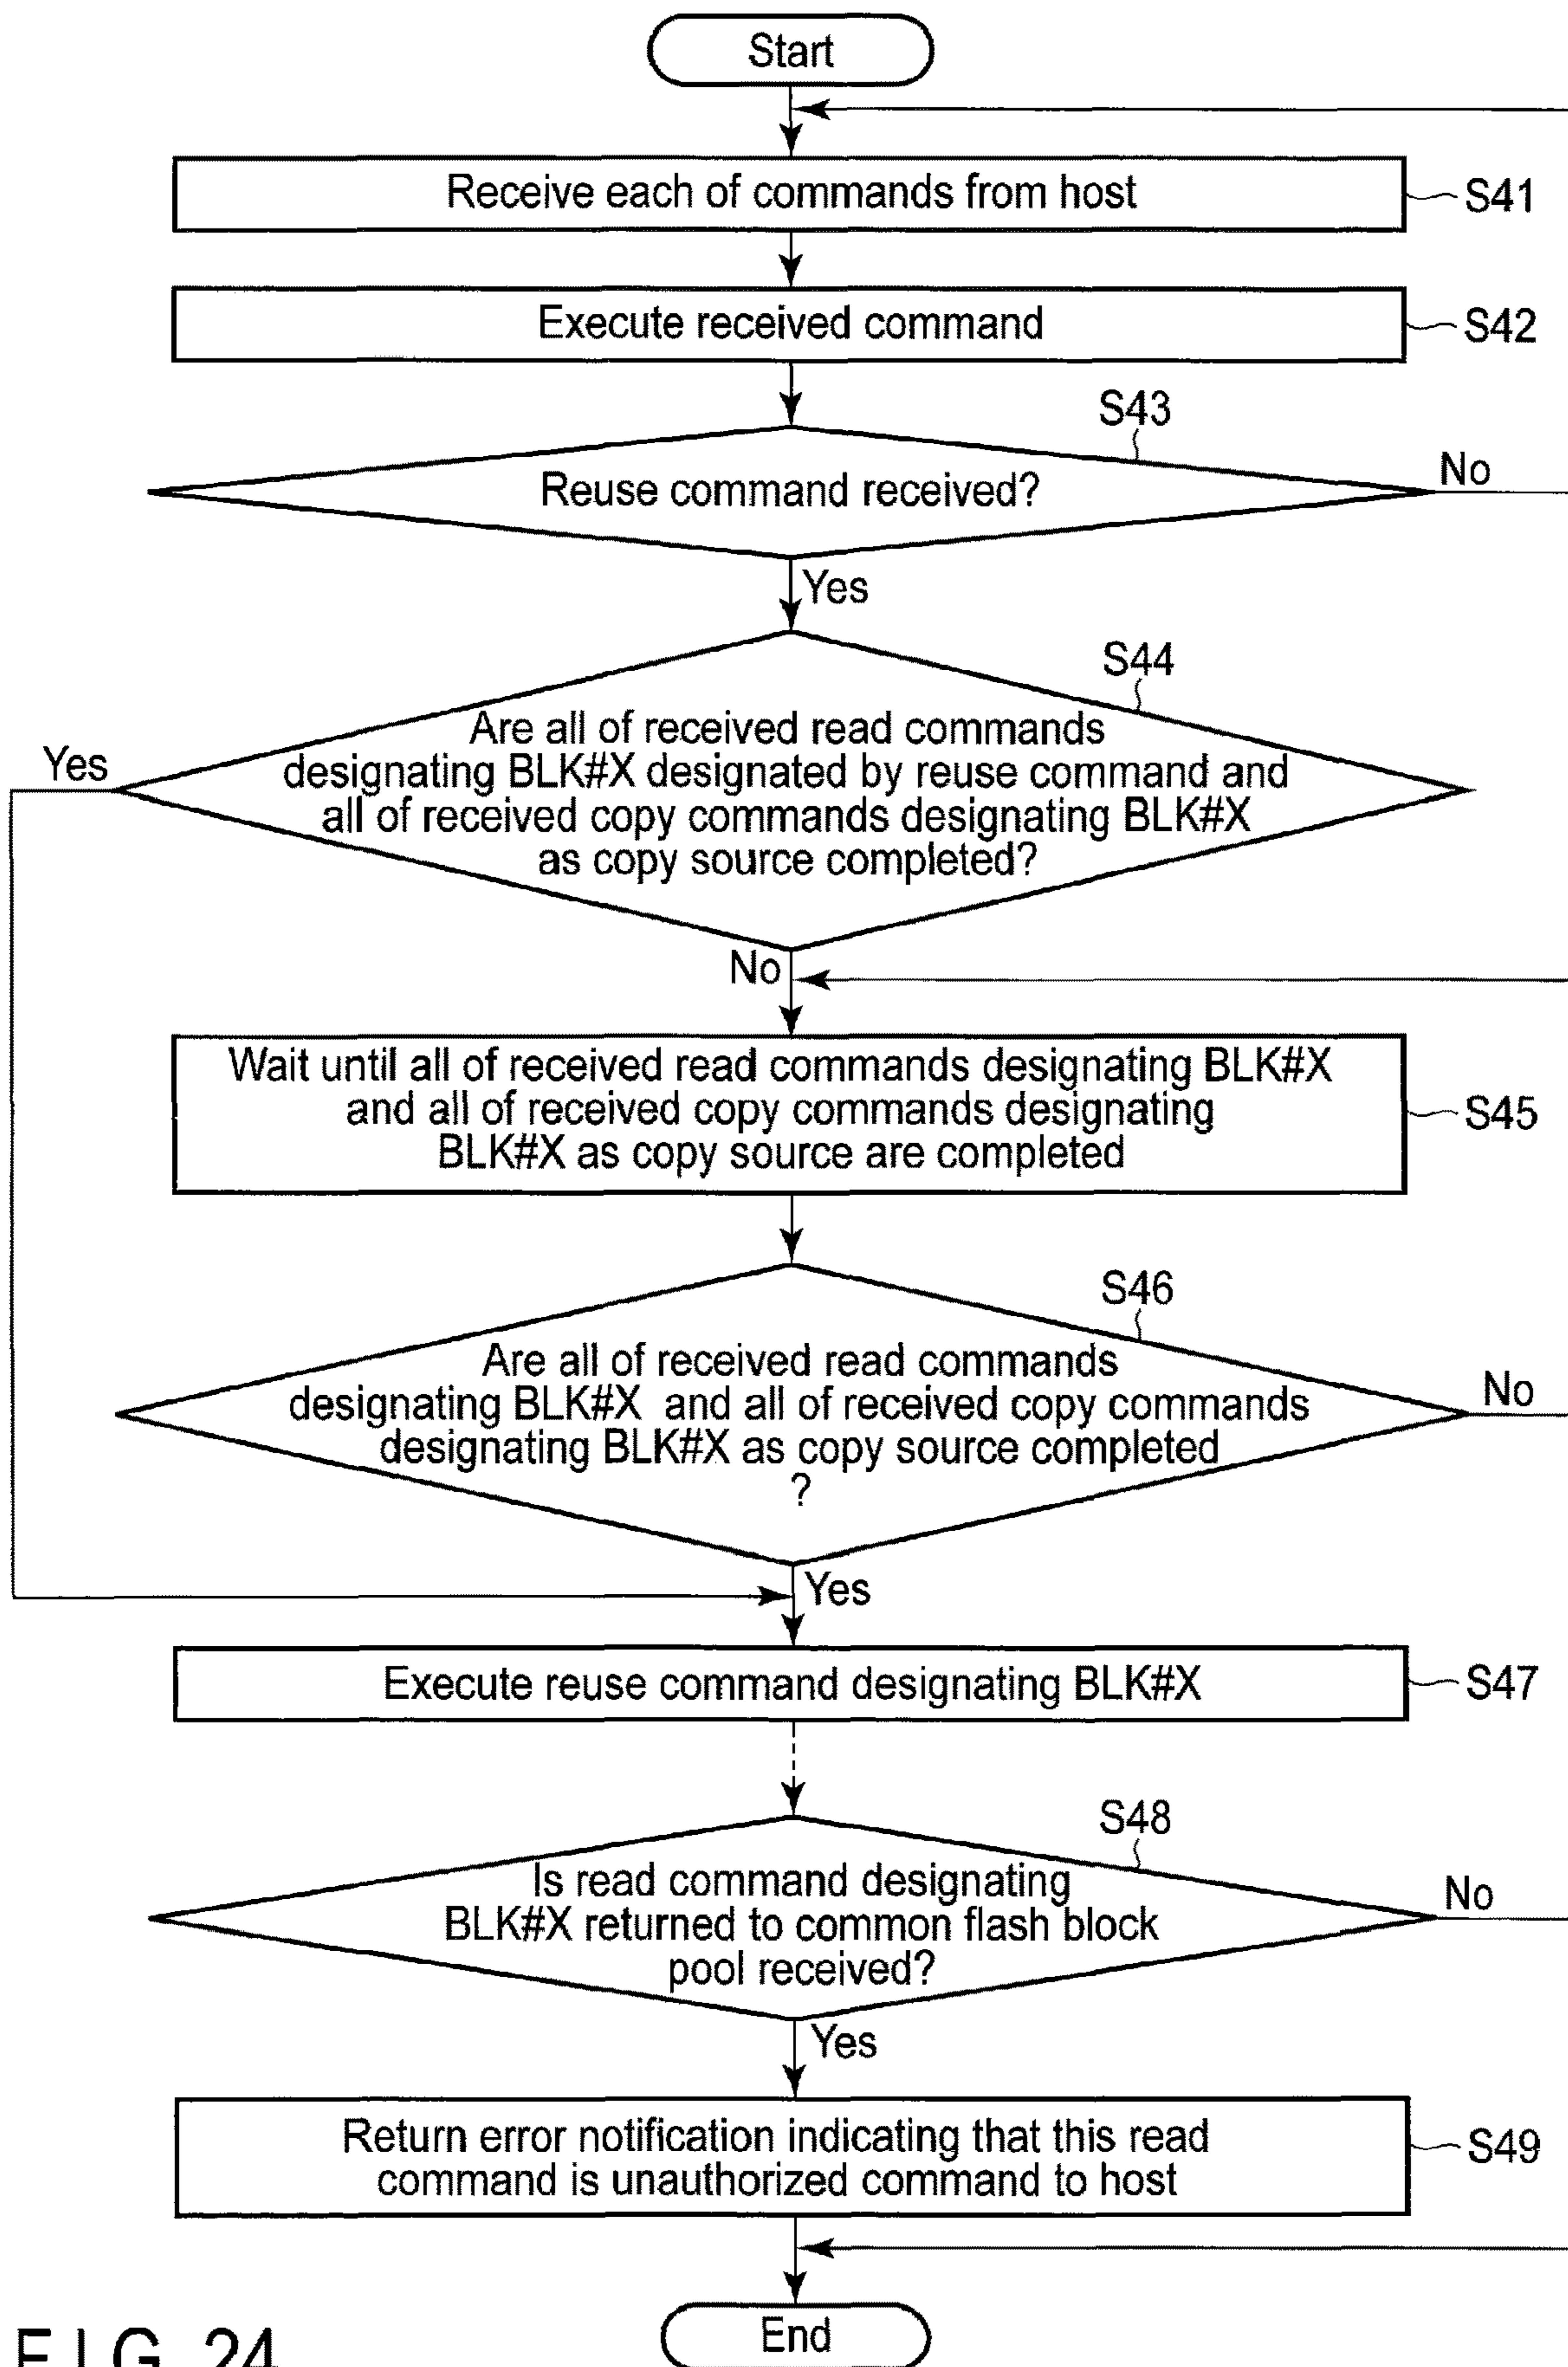 Start
Receive each of commands from host
S41
Execute received command
S42
S43
Reuse command received?
No
Yes
S44
Are all of received read commands
designating BLK#X designated by reuse command and
all of received copy commands designating BLK#X
as copy source completed?
Yes
No
Wait until all of received read commands designating BLK#X
and all of received copy commands designating
BLK#X as copy source are completed
S45
S46
Are all of received read commands
designating BLK#X and all of received copy commands
designating BLK#X as copy source completed
?
No
Yes
Execute reuse command designating BLK#X
S47
S48
Is read command designating
BLK#X returned to common flash block
pool received?
No
Yes
Return error notification indicating that this read
command is unauthorized command to host
S49
End
FIG. 24